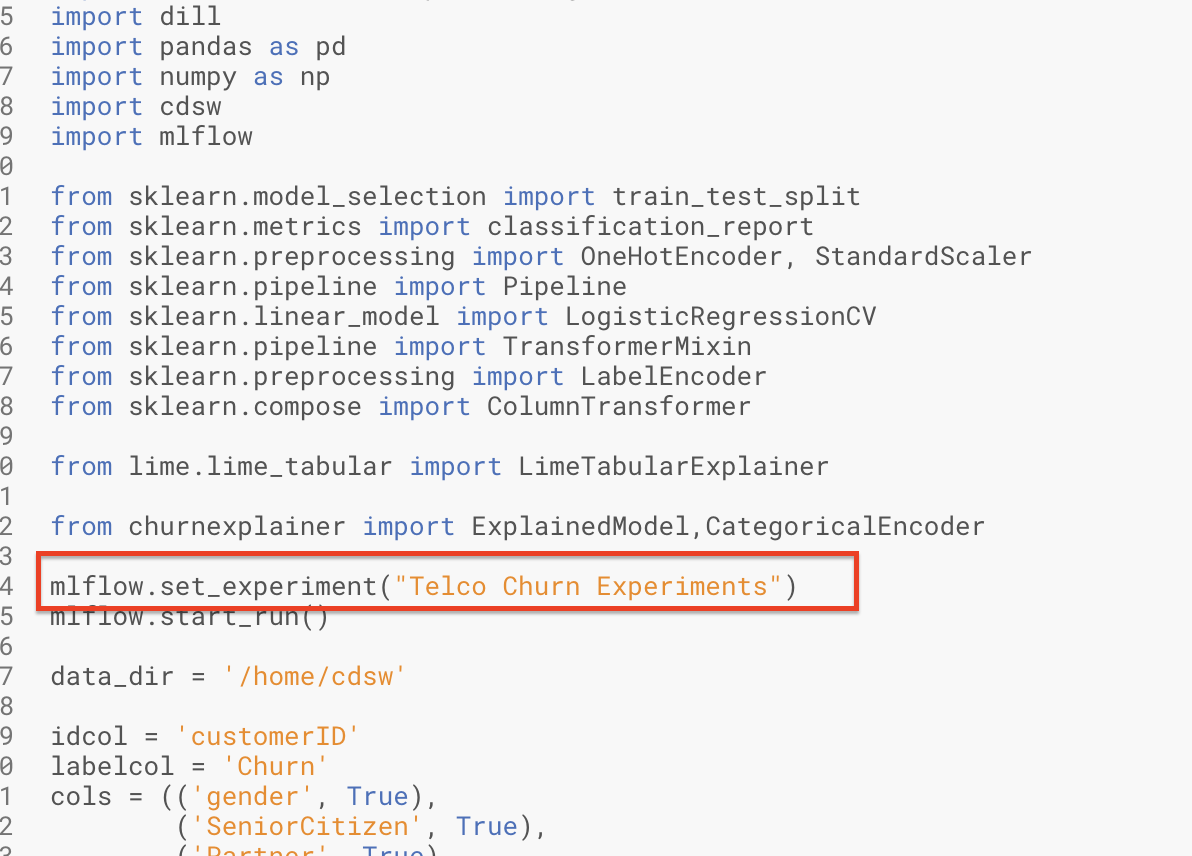 5 import dill
6 import pandas as pd
7 import numpy as np
8 import cdsw
9 import mlflow
0
1 from sklearn.model_selection import train_test_split
2 from sklearn.metrics import classification_report
3 from sklearn.preprocessing import OneHotEncoder, StandardScaler
4 from sklearn.pipeline import Pipeline
5 from sklearn.linear_model import LogisticRegressionCV
6 from sklearn.pipeline import TransformerMixin
7 from sklearn.preprocessing import LabelEncoder
8 from sklearn.compose import ColumnTransformer
9
0 from lime.lime_tabular import LimeTabularExplainer
1
2 from churnexplainer import ExplainedModel,CategoricalEncoder
3
4 mlflow.set_experiment("Telco Churn Experiments")
5 mlflow.start_run()
6
7 data_dir = '/home/cdsw'
8
9 idcol = 'customerID'
0 labelcol = 'Churn'
1 cols = (('gender', True),
2 ('SeniorCitizen', True),
3 ('Partner', True)